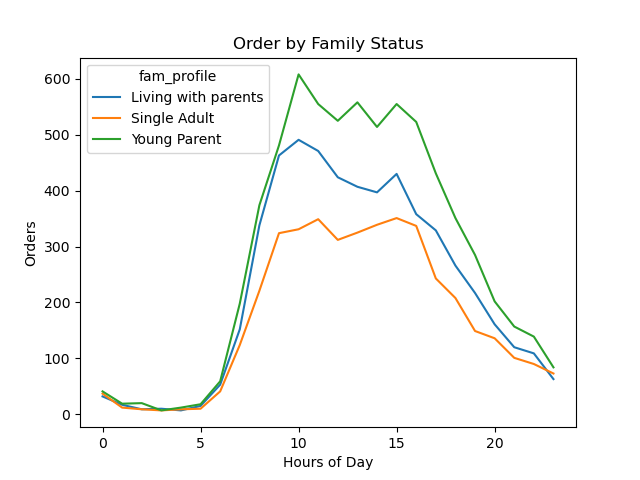 Order by Family Status
fam_profile
Living with parents
Single Adult
Young Parent
Orders
600
500
400
300
200
100
0
0 5 10 15 20
Hours of Day